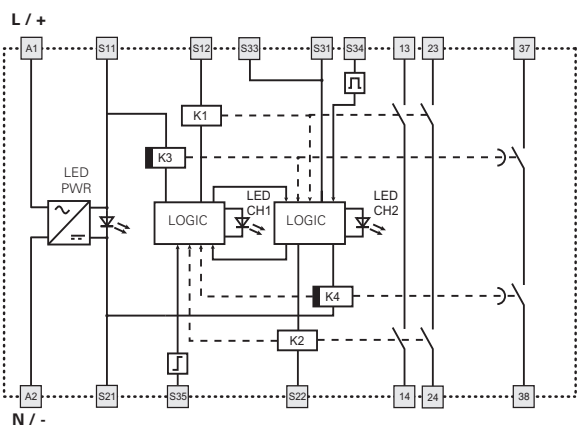 L / +
A1 S11 S12 S33 S31 S34 13 23 37
K1
K3
LED
PWR
LED
CH1
LED
CH2
LOGIC LOGIC
K4
K2
A2 S21 S35 S22 14 24 38
N / -